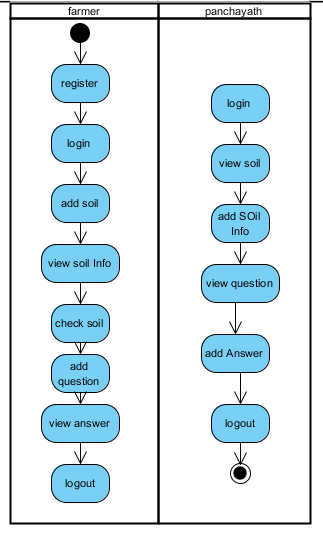 farmer
register
login
add soil
view soil Info
check soil
add
question
view answer
logout
panchayath
login
view soil
add SOil
Info
view question
add Answer
logout